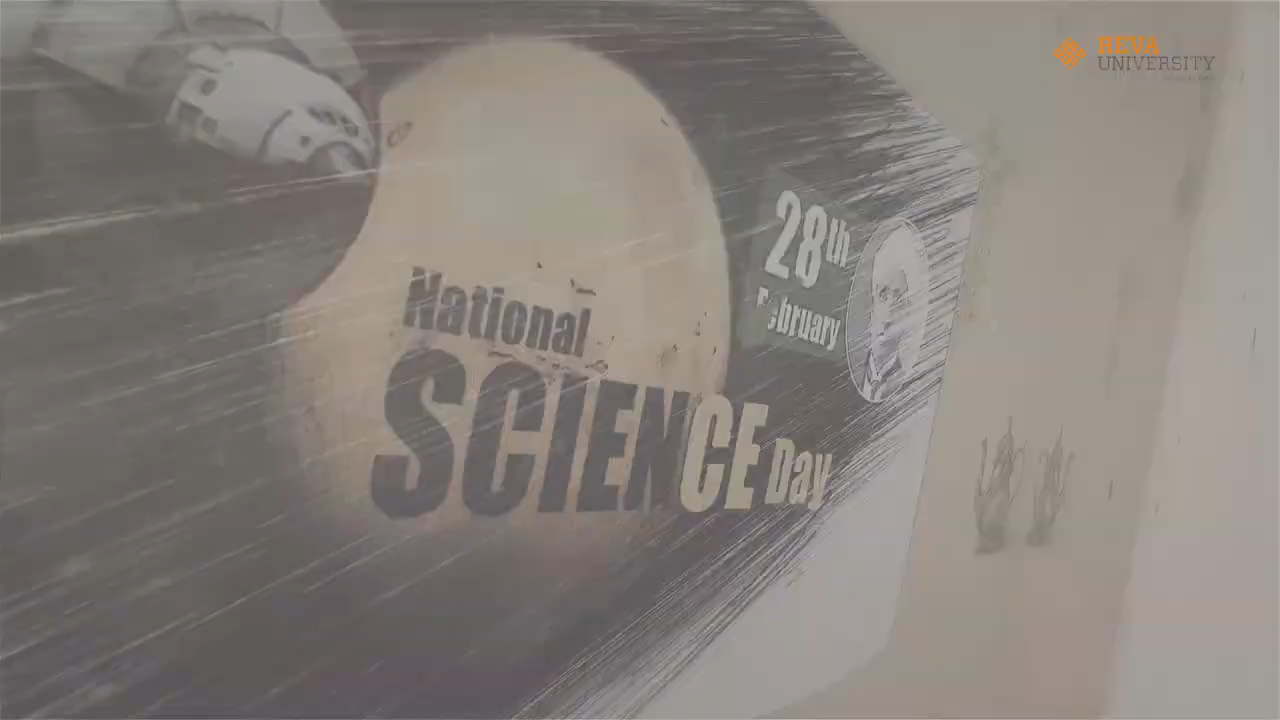 REVA
UNIVERSITY
28th
February
National
SCIENCE Day